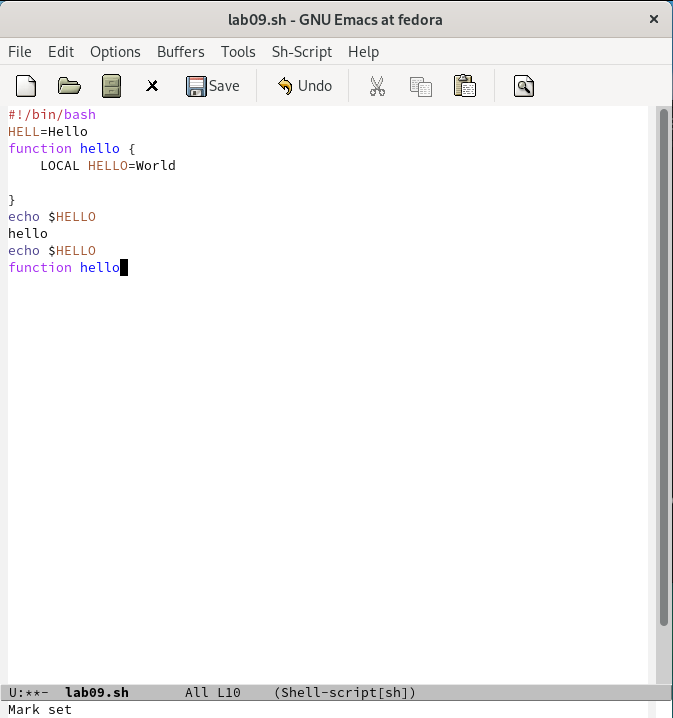 lab09.sh - GNU Emacs at fedora
File Edit Options Buffers Tools Sh-Script Help
Save Undo
#!/bin/bash
HELL=Hello
function hello {
    LOCAL HELLO=World
}
echo $HELLO
hello
echo $HELLO
function hello
U:**-  lab09.sh       All L10    (Shell-script[sh])
Mark set